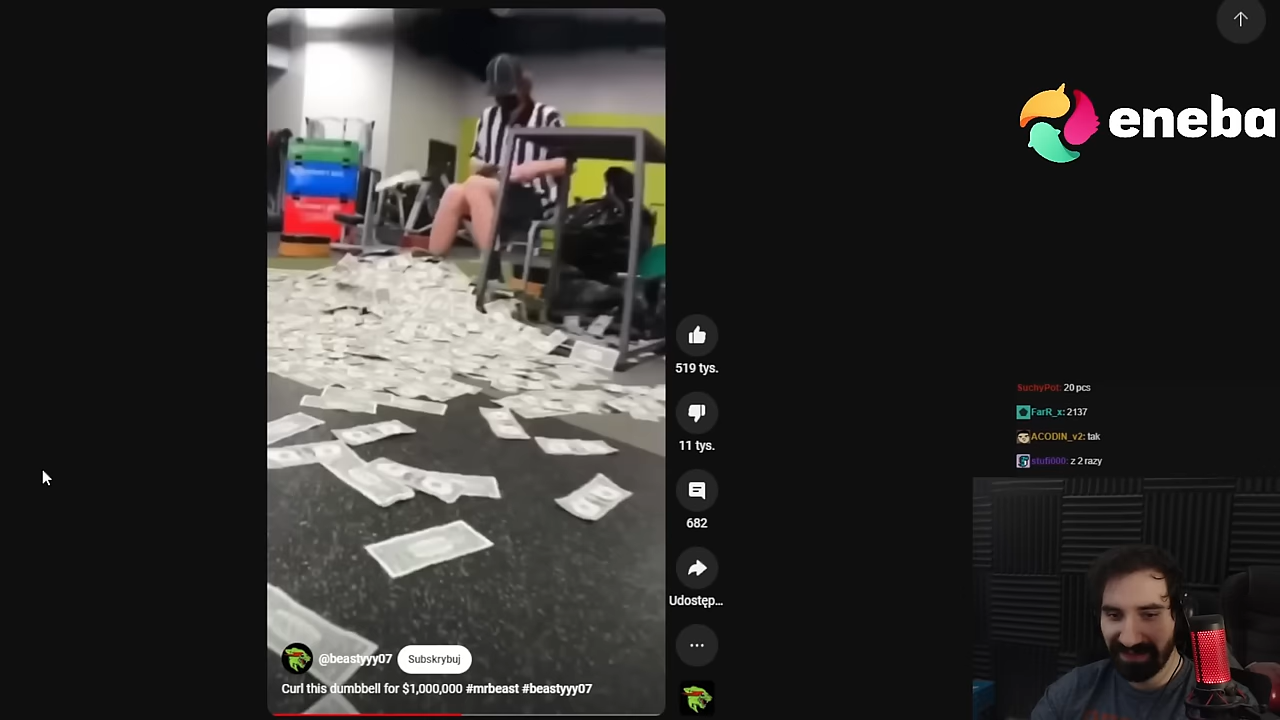 eneba
519 tys.
11 tys.
682
Udostęp...
@beastyyy07
Subskrybuj
Curl this dumbbell for $1,000,000 #mrbeast #beastyyy07
SuchyPot: 20 pcs
FarR_x: 2137
ACODIN_v2: tak
stufi000: z 2 razy